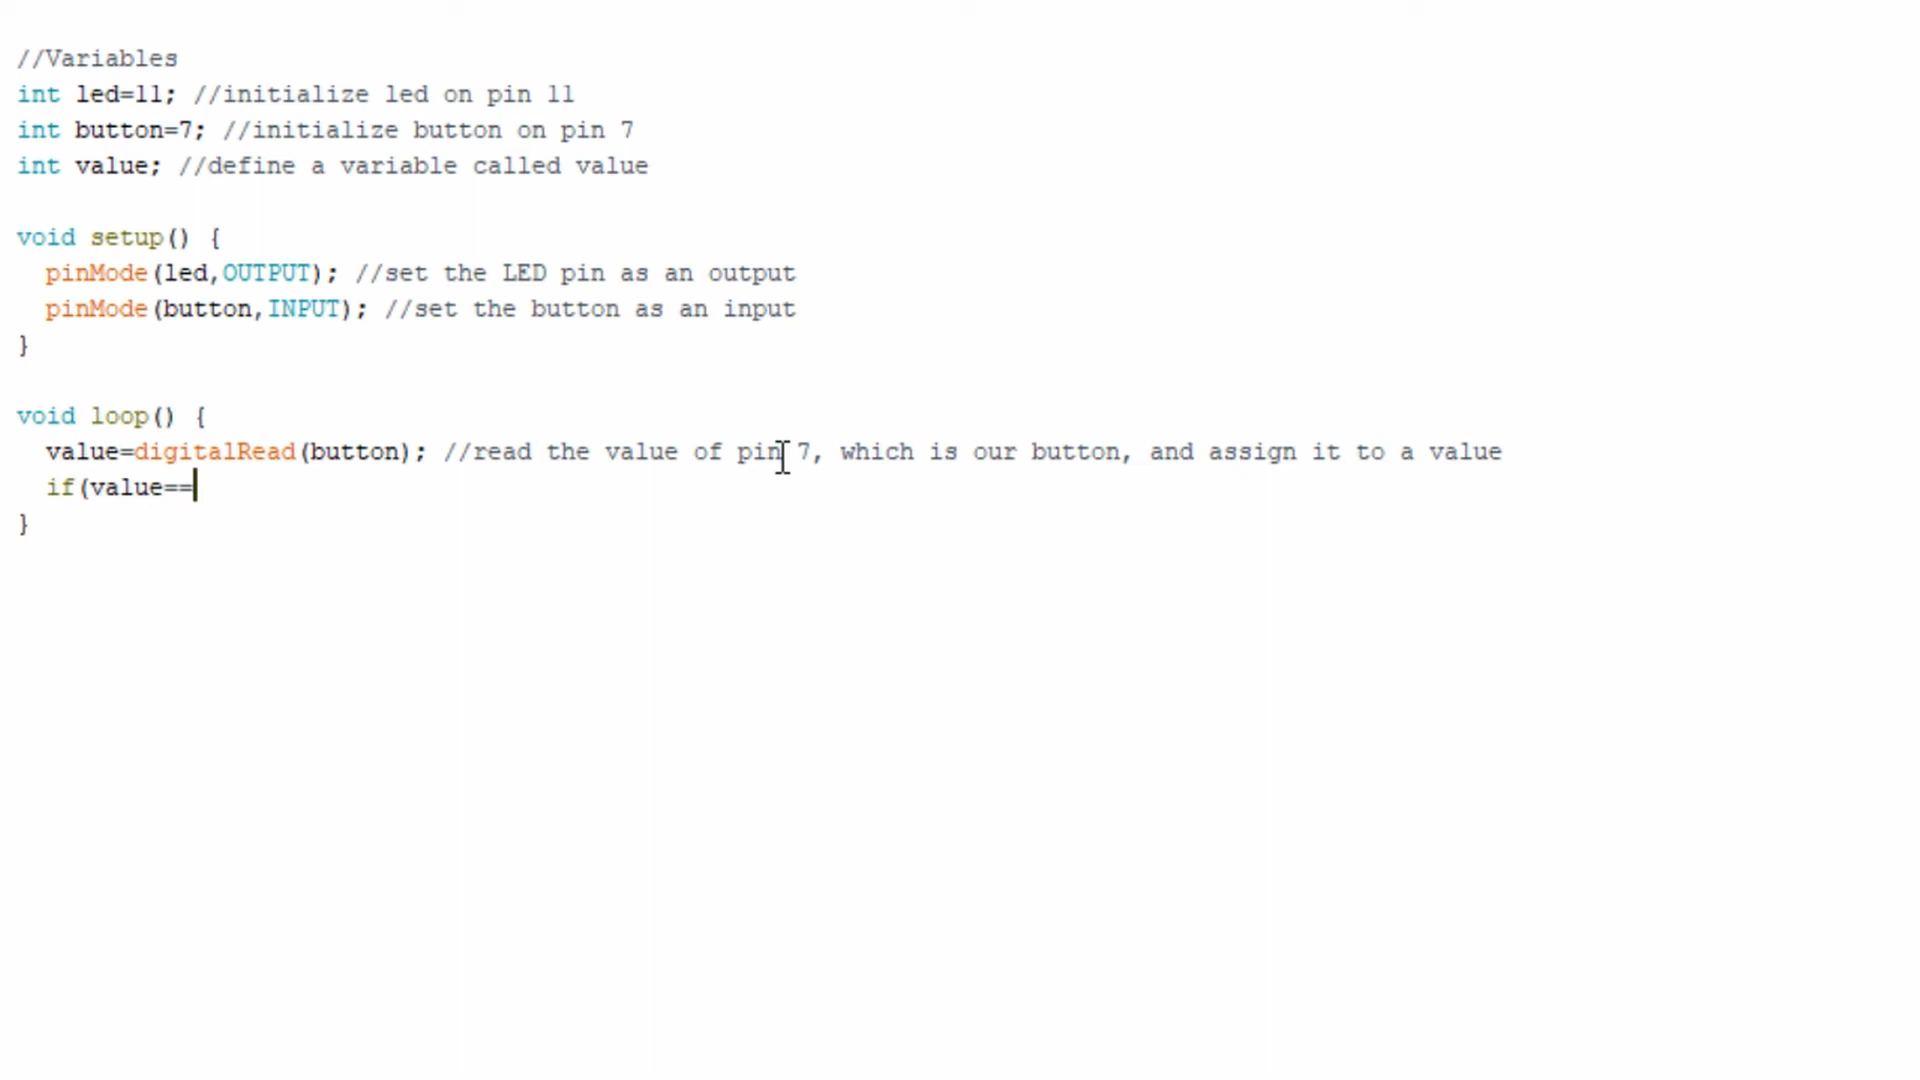 //Variables
int led=11; //initialize led on pin 11
int button=7; //initialize button on pin 7
int value; //define a variable called value
void setup() {
pinMode(led,OUTPUT); //set the LED pin as an output
pinMode(button,INPUT); //set the button as an input
}
void loop() {
value=digitalRead(button); //read the value of pin 7, which is our button, and assign it to a value
if(value==
}